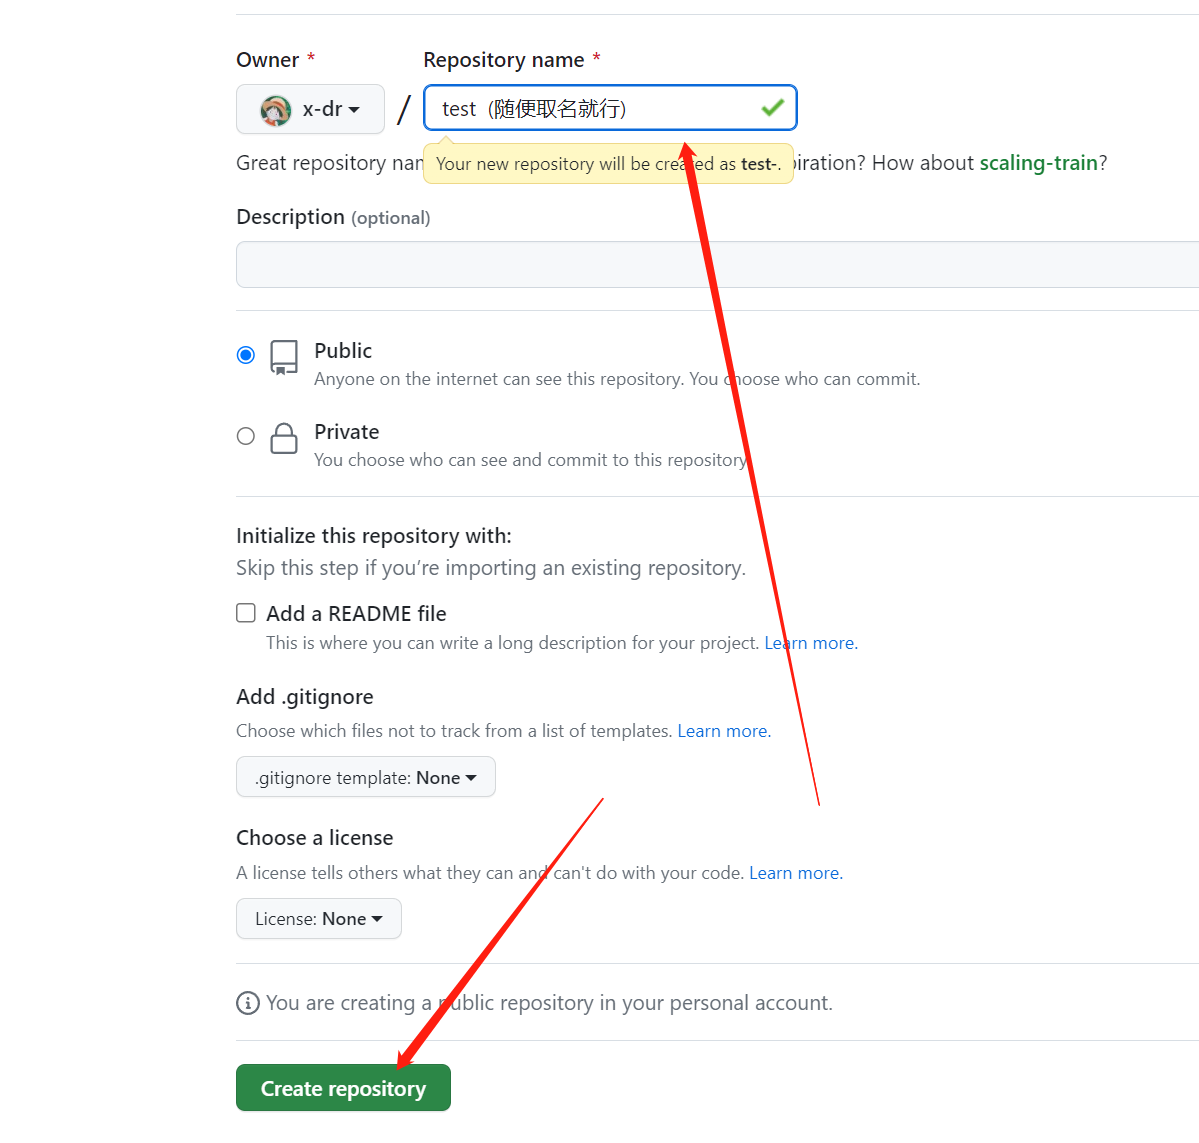 Owner * Repository name *
x-dr / test (随便取名就行)
Great repository nam Your new repository will be created as test-. piration? How about scaling-train?
Description (optional)
Public
Anyone on the internet can see this repository. You choose who can commit.
Private
You choose who can see and commit to this repository
Initialize this repository with:
Skip this step if you’re importing an existing repository.
Add a README file
This is where you can write a long description for your project. Learn more.
Add .gitignore
Choose which files not to track from a list of templates. Learn more.
.gitignore template: None
Choose a license
A license tells others what they can and can't do with your code. Learn more.
License: None
You are creating a public repository in your personal account.
Create repository